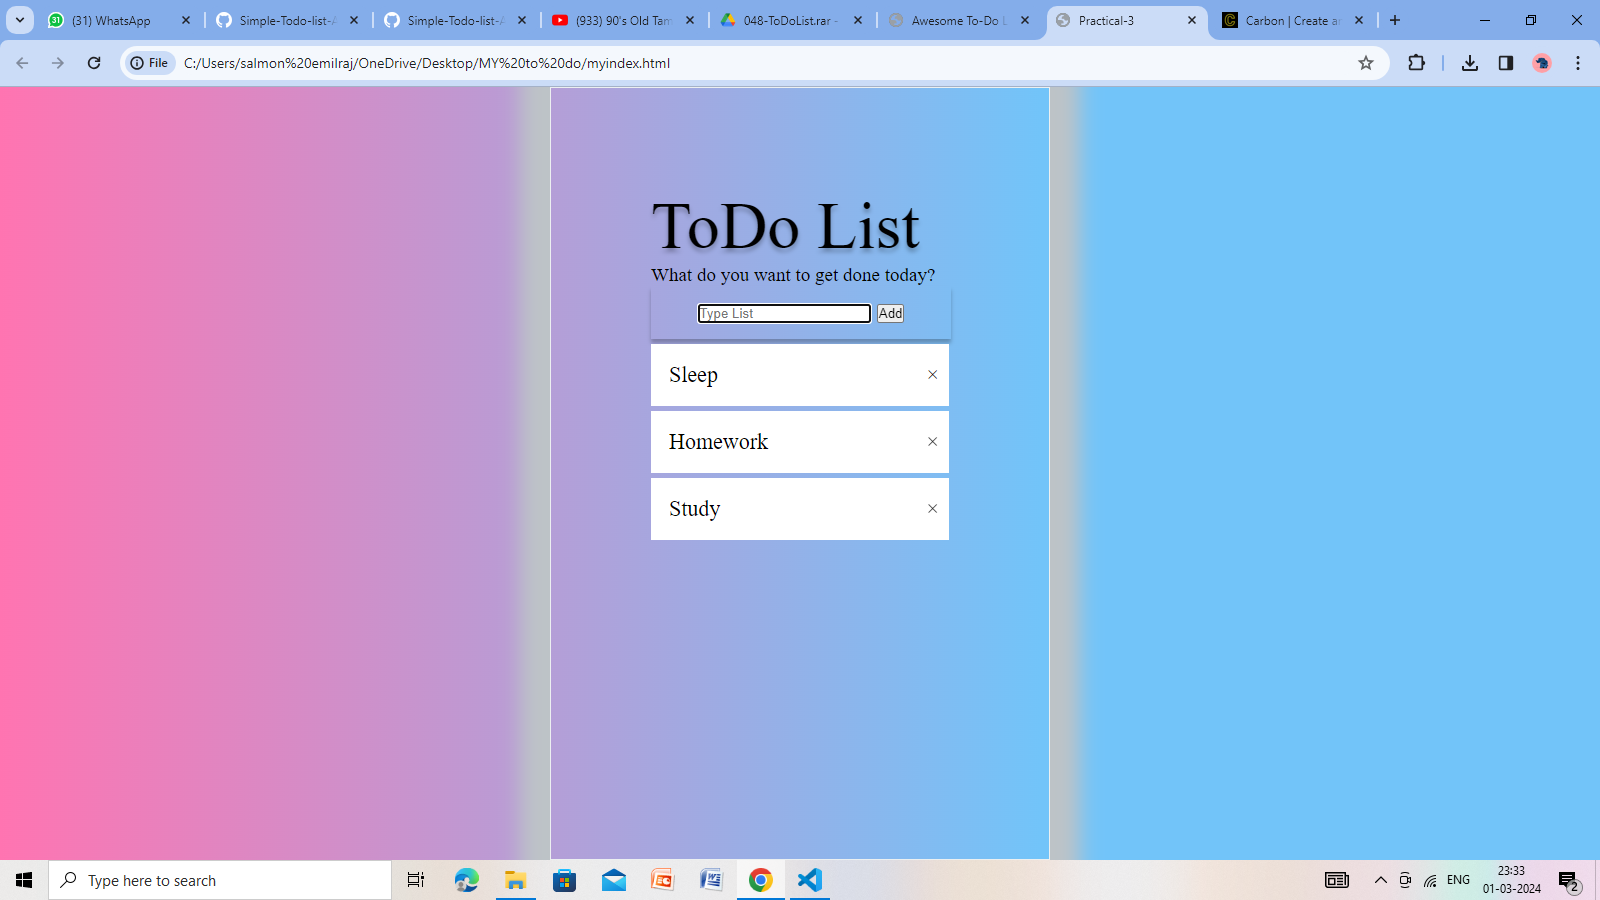 (31) WhatsApp
Simple-Todo-list-A
Simple-Todo-list-A
(933) 90's Old Tam
048-ToDoList.rar -
Awesome To-Do L
Practical-3
Carbon | Create an
File
C:/Users/salmon%20emilraj/OneDrive/Desktop/MY%20to%20do/myindex.html
ToDo List
What do you want to get done today?
Type List
Add
Sleep
Homework
Study
Type here to search
ENG
23:33
01-03-2024
2